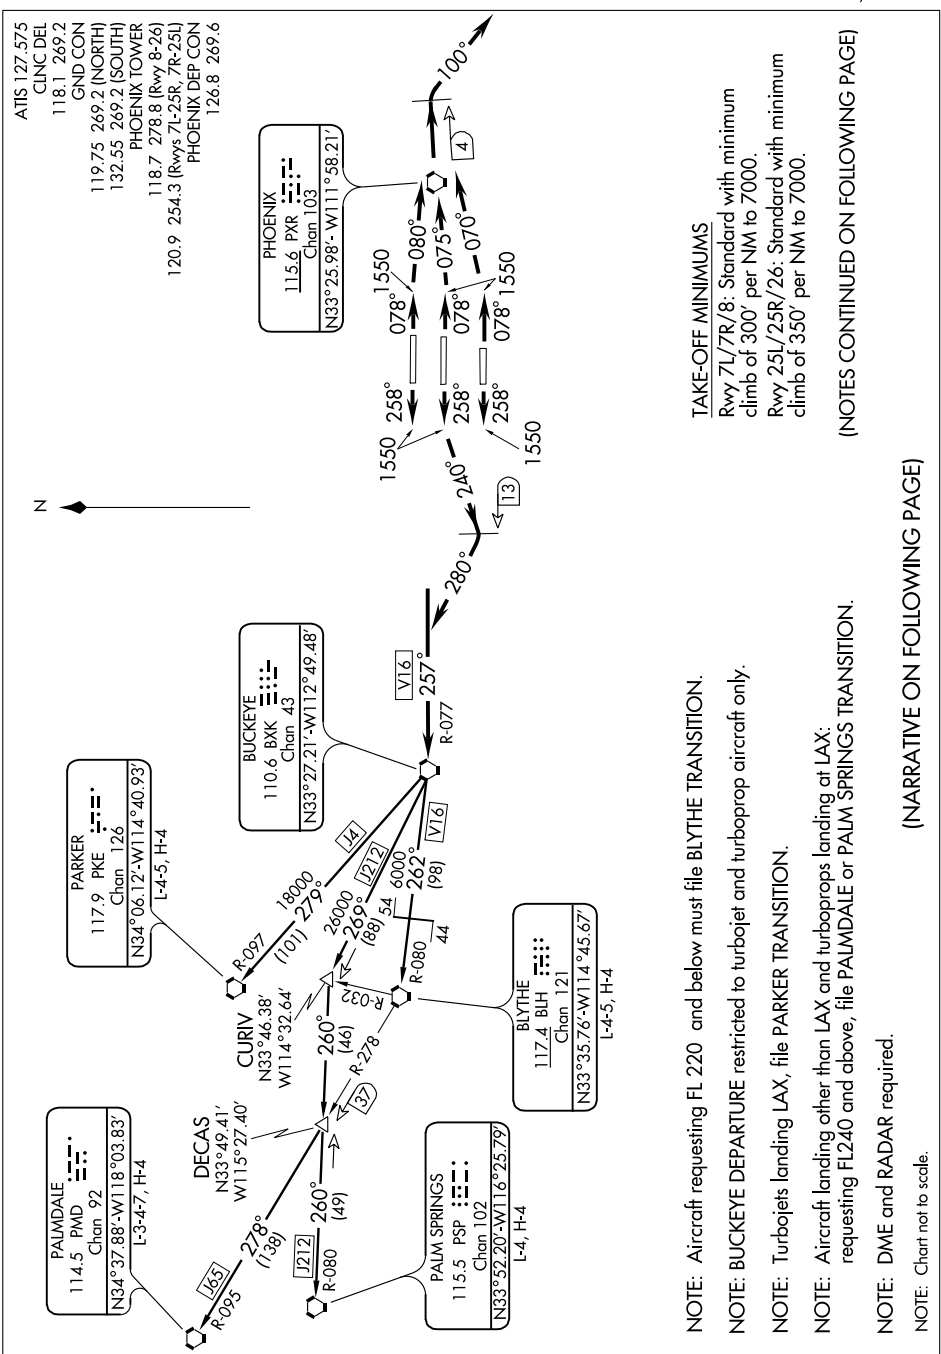 ATIS 127.575
CLNC DEL
118.1 269.2
GND CON
119.75 269.2 (NORTH)
132.55 269.2 (SOUTH)
PHOENIX TOWER
118.7 278.8 (Rwy 8-26)
120.9 254.3 (Rwys 7L-25R, 7R-25L)
PHOENIX DEP CON
126.8 269.6
N
PALMDALE
114.5 PMD
Chan 92
N34°37.88'-W118°03.83'
L-3-4-7, H-4
PARKER
117.9 PKE
Chan 126
N34°06.12'-W114°40.93'
L-4-5, H-4
BUCKEYE
110.6 BXK
Chan 43
N33°27.21'-W112°49.48'
PHOENIX
115.6 PXR
Chan 103
N33°25.98'- W111°58.21'
DECAS
N33°49.41'
W115°27.40'
CURIV
N33°46.38'
W114°32.64'
PALM SPRINGS
115.5 PSP
Chan 102
N33°52.20'-W116°25.79'
L-4, H-4
BLYTHE
117.4 BLH
Chan 121
N33°35.76'-W114°45.67'
L-4-5, H-4
J65
R-095
278°
(138)
J212
R-080
260°
(49)
37
R-278
260°
(46)
R-032
R-097
18000
279°
(101)
J4
26000
269°
(88)
J212
54
44
6000
262°
(98)
V16
R-080
V16
257°
R-077
280°
13
240°
1550
258°
258°
258°
1550
078°
078°
078°
1550
1550
080°
075°
070°
4
100°
TAKE-OFF MINIMUMS
Rwy 7L/7R/8: Standard with minimum
climb of 300' per NM to 7000.
Rwy 25L/25R/26: Standard with minimum
climb of 350' per NM to 7000.
(NOTES CONTINUED ON FOLLOWING PAGE)
NOTE: Aircraft requesting FL 220 and below must file BLYTHE TRANSITION.
NOTE: BUCKEYE DEPARTURE restricted to turbojet and turboprop aircraft only.
NOTE: Turbojets landing LAX, file PARKER TRANSITION.
NOTE: Aircraft landing other than LAX and turboprops landing at LAX:
requesting FL240 and above, file PALMDALE or PALM SPRINGS TRANSITION.
NOTE: DME and RADAR required.
NOTE: Chart not to scale.
(NARRATIVE ON FOLLOWING PAGE)